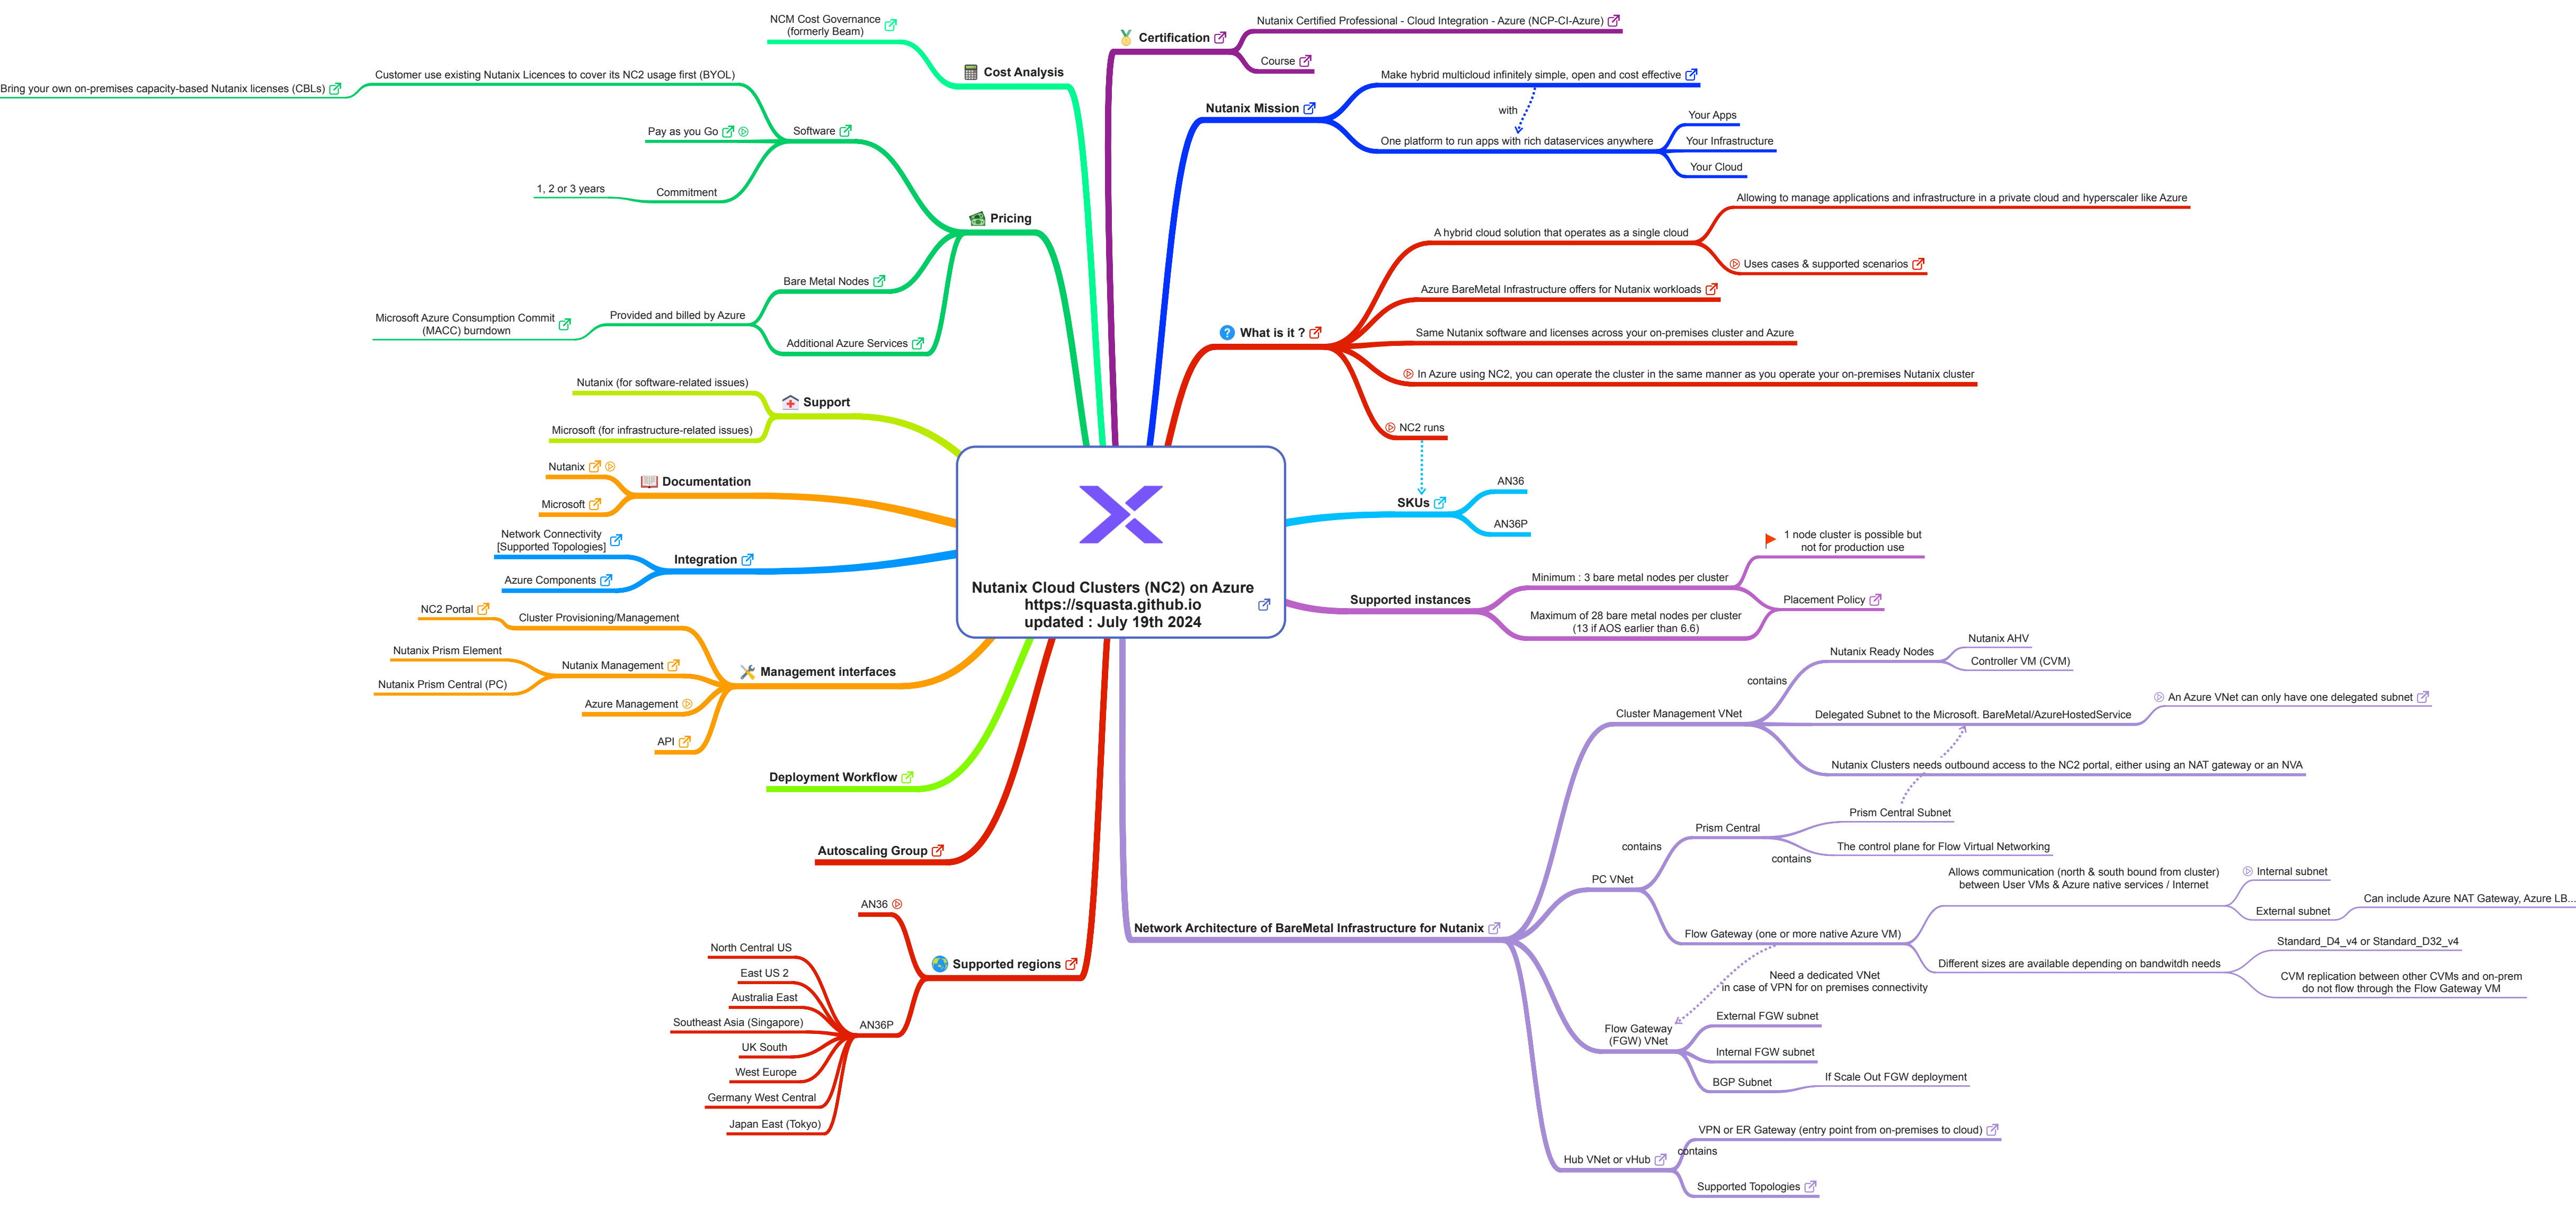 Nutanix Cloud Clusters (NC2) on Azure
https://squasta.github.io
updated : July 19th 2024
Certification
Nutanix Certified Professional - Cloud Integration - Azure (NCP-CI-Azure)
Course
Nutanix Mission
Make hybrid multicloud infinitely simple, open and cost effective
with
One platform to run apps with rich dataservices anywhere
Your Apps
Your Infrastructure
Your Cloud
What is it ?
A hybrid cloud solution that operates as a single cloud
Allowing to manage applications and infrastructure in a private cloud and hyperscaler like Azure
Uses cases & supported scenarios
Azure BareMetal Infrastructure offers for Nutanix workloads
Same Nutanix software and licenses across your on-premises cluster and Azure
In Azure using NC2, you can operate the cluster in the same manner as you operate your on-premises Nutanix cluster
NC2 runs
SKUs
AN36
AN36P
Supported instances
Minimum : 3 bare metal nodes per cluster
1 node cluster is possible but
not for production use
Placement Policy
Maximum of 28 bare metal nodes per cluster
(13 if AOS earlier than 6.6)
Network Architecture of BareMetal Infrastructure for Nutanix
Cluster Management VNet
contains
Nutanix Ready Nodes
Nutanix AHV
Controller VM (CVM)
Delegated Subnet to the Microsoft. BareMetal/AzureHostedService
An Azure VNet can only have one delegated subnet
Nutanix Clusters needs outbound access to the NC2 portal, either using an NAT gateway or an NVA
PC VNet
contains
Prism Central
contains
Prism Central Subnet
The control plane for Flow Virtual Networking
Flow Gateway (one or more native Azure VM)
Allows communication (north & south bound from cluster)
between User VMs & Azure native services / Internet
Internal subnet
External subnet
Can include Azure NAT Gateway, Azure LB...
Different sizes are available depending on bandwitdh needs
Standard_D4_v4 or Standard_D32_v4
CVM replication between other CVMs and on-prem
do not flow through the Flow Gateway VM
Need a dedicated VNet
in case of VPN for on premises connectivity
Flow Gateway
(FGW) VNet
External FGW subnet
Internal FGW subnet
BGP Subnet
If Scale Out FGW deployment
Hub VNet or vHub
contains
VPN or ER Gateway (entry point from on-premises to cloud)
Supported Topologies
Cost Analysis
NCM Cost Governance
(formerly Beam)
Pricing
Software
Customer use existing Nutanix Licences to cover its NC2 usage first (BYOL)
Bring your own on-premises capacity-based Nutanix licenses (CBLs)
Pay as you Go
Commitment
1, 2 or 3 years
Bare Metal Nodes
Additional Azure Services
Provided and billed by Azure
Microsoft Azure Consumption Commit
(MACC) burndown
Support
Nutanix (for software-related issues)
Microsoft (for infrastructure-related issues)
Documentation
Nutanix
Microsoft
Integration
Network Connectivity
[Supported Topologies]
Azure Components
Management interfaces
Cluster Provisioning/Management
NC2 Portal
Nutanix Management
Nutanix Prism Element
Nutanix Prism Central (PC)
Azure Management
API
Deployment Workflow
Autoscaling Group
Supported regions
AN36
AN36P
North Central US
East US 2
Australia East
Southeast Asia (Singapore)
UK South
West Europe
Germany West Central
Japan East (Tokyo)